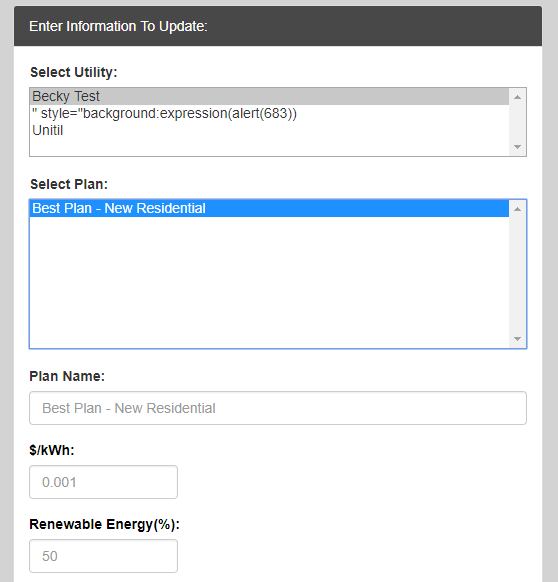 Enter Information To Update:
Select Utility:
Becky Test
" style="background:expression(alert(683))
Unitil
Select Plan:
Best Plan - New Residential
Plan Name:
Best Plan - New Residential
$/kWh:
0.001
Renewable Energy(%):
50